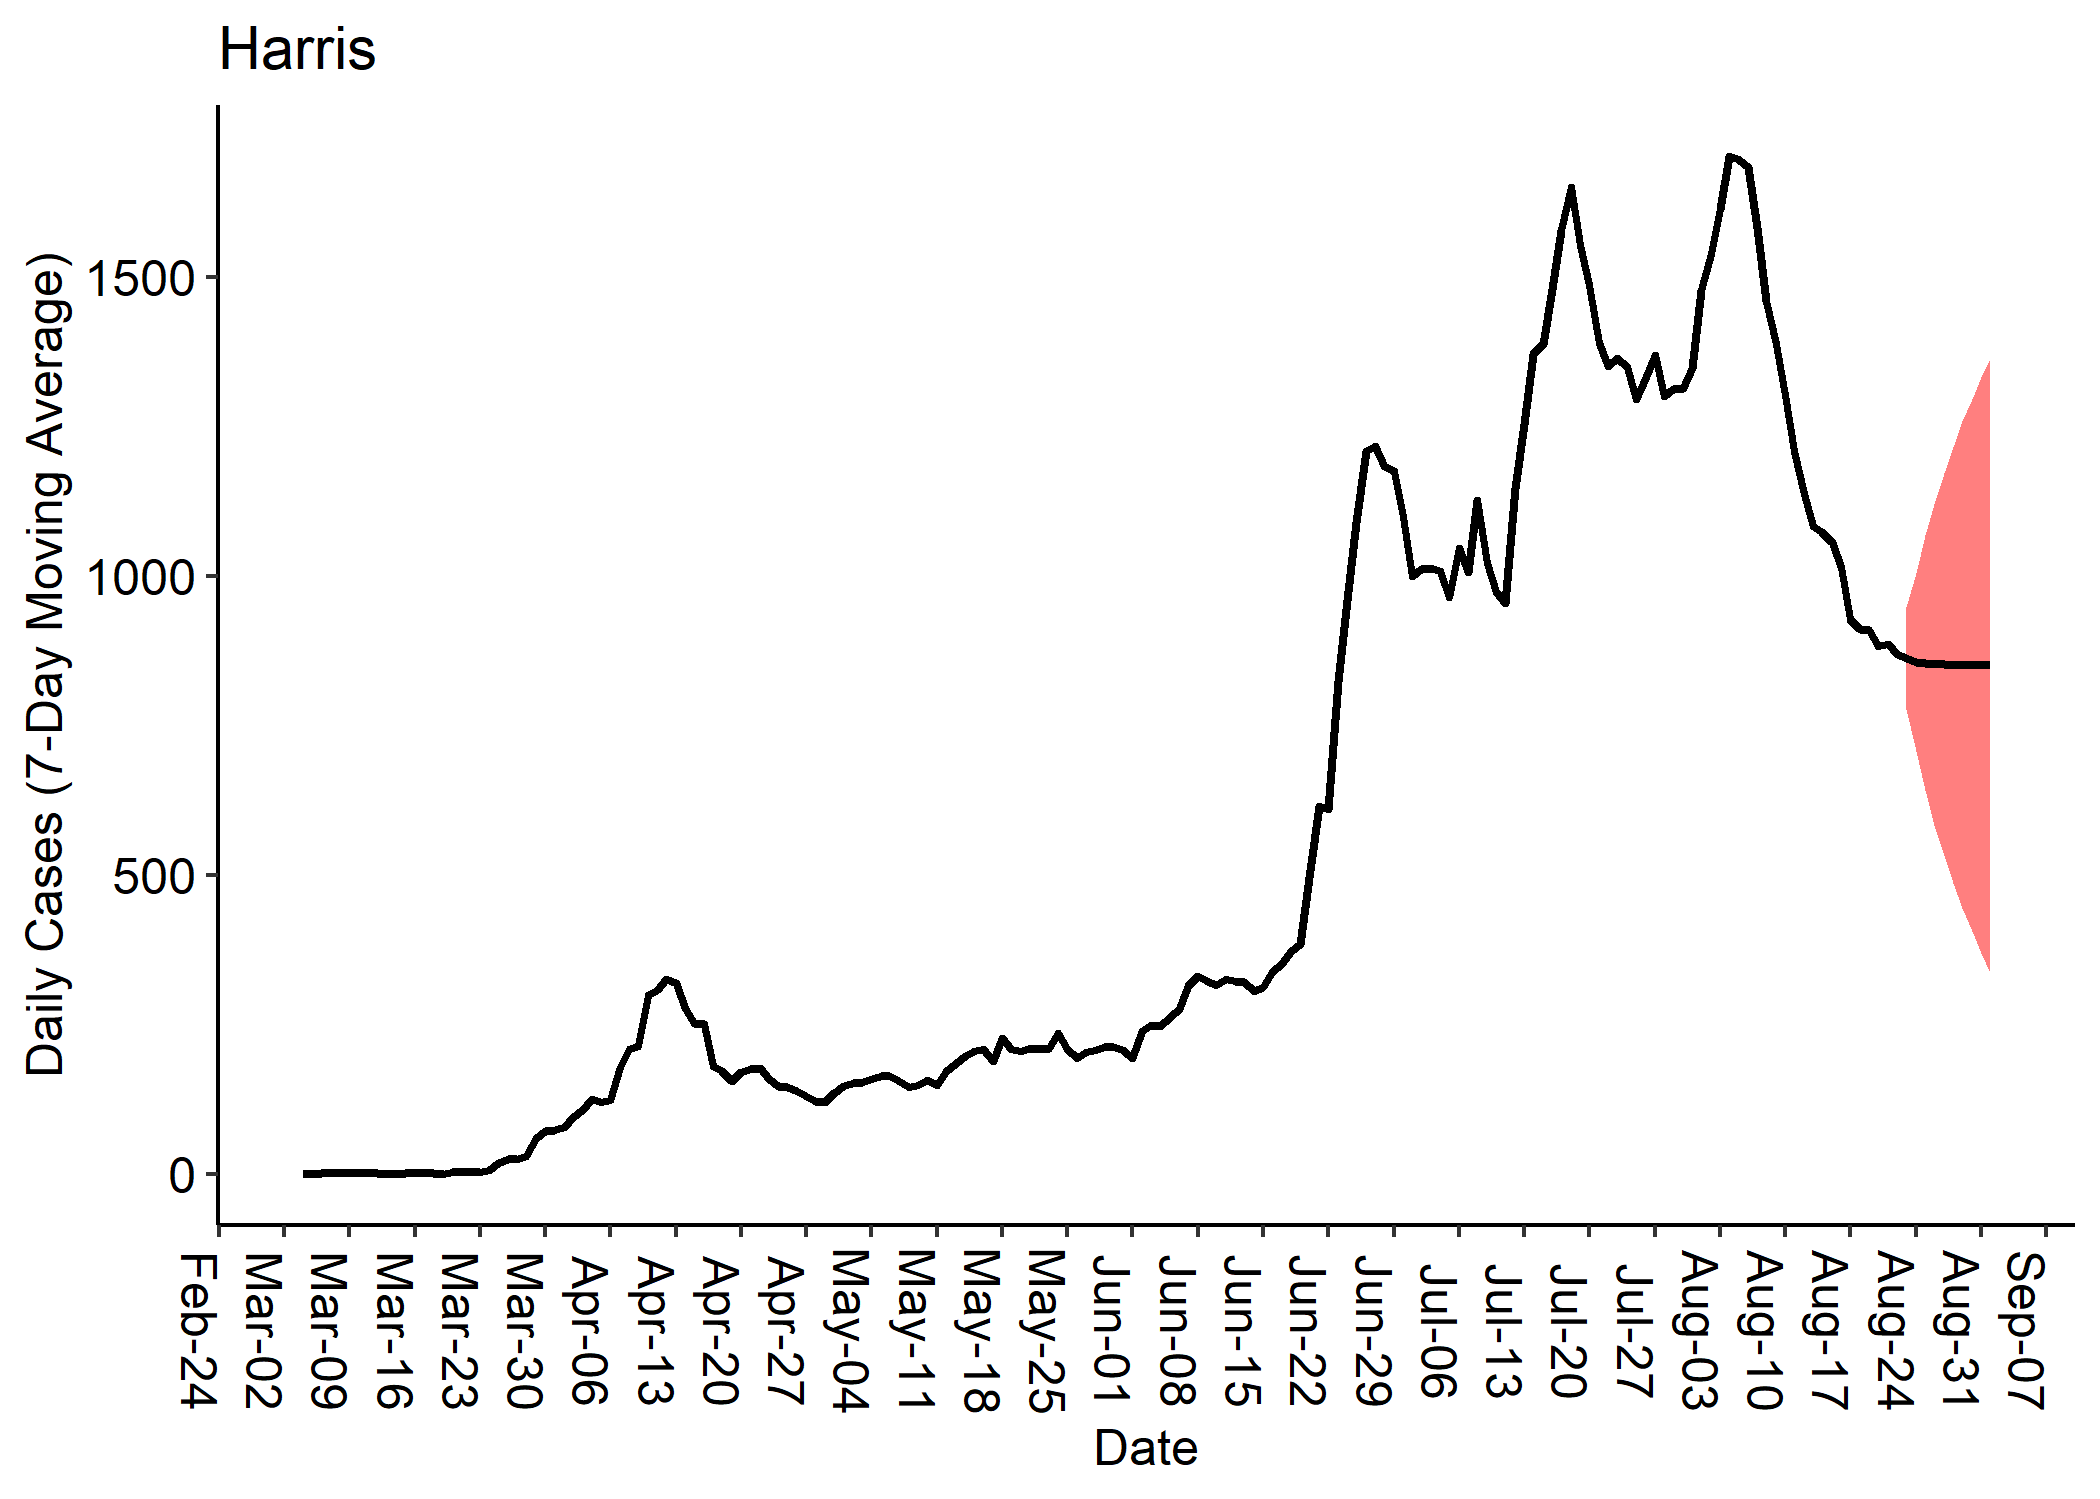 Harris
Daily Cases (7-Day Moving Average)
1500
1000
500
0
Feb-24
Mar-02
Mar-09
Mar-16
Mar-23
Mar-30
Apr-06
Apr-13
Apr-20
Apr-27
May-04
May-11
May-18
May-25
Jun-01
Jun-08
Jun-15
Jun-22
Jun-29
Jul-06
Jul-13
Jul-20
Jul-27
Aug-03
Aug-10
Aug-17
Aug-24
Aug-31
Sep-07
Date